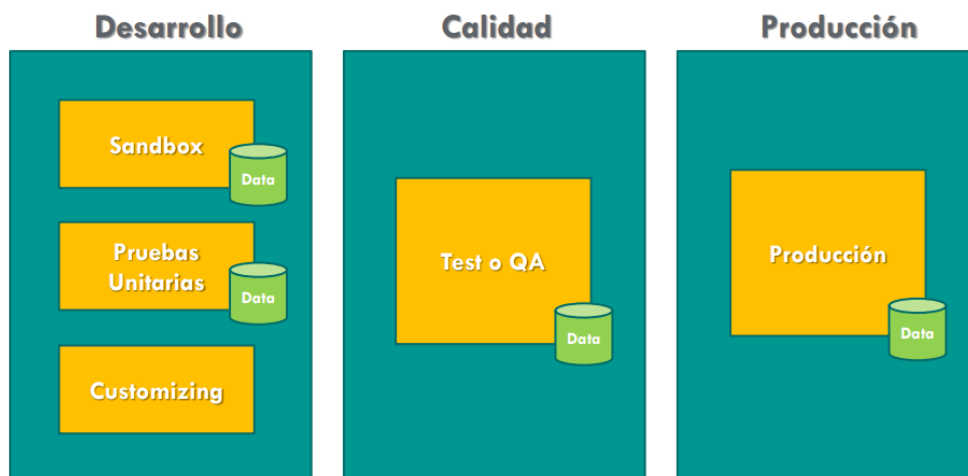 Desarrollo
Calidad
Producción
Sandbox
Data
Pruebas
Unitarias
Data
Customizing
Test o QA
Data
Producción
Data